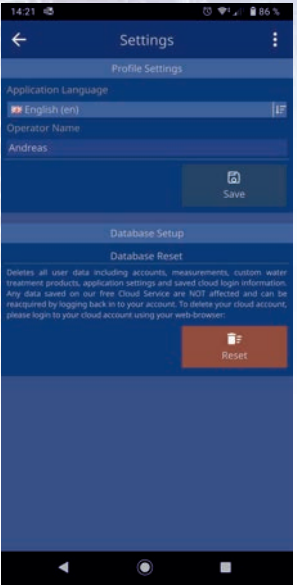 14:21 86 %
Settings
Profile Settings
Application Language
English (en)
Operator Name
Andreas
Save
Database Setup
Database Reset
Deletes all user data including accounts, measurements, custom water
treatment products, application settings and saved cloud login information.
Any data saved on our free Cloud Service are NOT affected and can be
reacquired by logging back in to your account. To delete your cloud account,
please login to your cloud account using your web-browser:
Reset